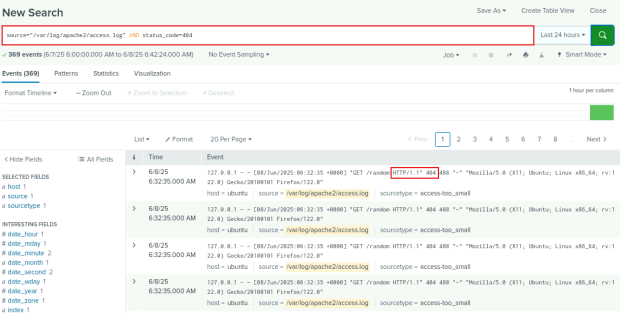 New Search
Save As ▾ Create Table View Close
source="/var/log/apache2/access.log" AND status_code=404
Last 24 hours ▾
✓ 369 events (6/7/25 6:00:00.000 AM to 6/8/25 6:42:24.000 AM) No Event Sampling ▾
Job ▾ Smart Mode ▾
Events (369) Patterns Statistics Visualization
Format Timeline ▾ — Zoom Out + Zoom to Selection × Deselect
1 hour per column
List ▾ Format 20 Per Page ▾
< Prev 1 2 3 4 5 6 7 8 ... Next >
< Hide Fields All Fields
i Time Event
SELECTED FIELDS
a host 1
a source 1
a sourcetype 1
INTERESTING FIELDS
# date_hour 1
# date_mday 1
# date_minute 2
a date_month 1
# date_second 2
a date_wday 1
# date_year 1
# date_zone 1
a index 1
> 6/8/25
6:32:35.000 AM
127.0.0.1 - - [08/Jun/2025:06:32:35 +0000] "GET /random HTTP/1.1" 404 488 "-" "Mozilla/5.0 (X11; Ubuntu; Linux x86_64; rv:1
22.0) Gecko/20100101 Firefox/122.0"
host = ubuntu source = /var/log/apache2/access.log sourcetype = access-too_small
> 6/8/25
6:32:35.000 AM
127.0.0.1 - - [08/Jun/2025:06:32:35 +0000] "GET /random HTTP/1.1" 404 488 "-" "Mozilla/5.0 (X11; Ubuntu; Linux x86_64; rv:1
22.0) Gecko/20100101 Firefox/122.0"
host = ubuntu source = /var/log/apache2/access.log sourcetype = access-too_small
> 6/8/25
6:32:35.000 AM
127.0.0.1 - - [08/Jun/2025:06:32:35 +0000] "GET /random HTTP/1.1" 404 488 "-" "Mozilla/5.0 (X11; Ubuntu; Linux x86_64; rv:1
22.0) Gecko/20100101 Firefox/122.0"
host = ubuntu source = /var/log/apache2/access.log sourcetype = access-too_small
> 6/8/25
6:32:35.000 AM
127.0.0.1 - - [08/Jun/2025:06:32:35 +0000] "GET /random HTTP/1.1" 404 488 "-" "Mozilla/5.0 (X11; Ubuntu; Linux x86_64; rv:1
22.0) Gecko/20100101 Firefox/122.0"
host = ubuntu source = /var/log/apache2/access.log sourcetype = access-too_small